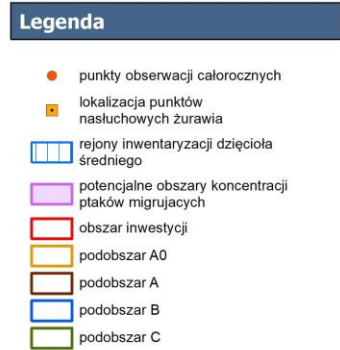 Legenda
punkty obserwacji całorocznych
lokalizacja punktów
nasłuchowych żurawia
rejony inwentaryzacji dzięcioła
średniego
potencjalne obszary koncentracji
ptaków migrujacych
obszar inwestycji
podobszar A0
podobszar A
podobszar B
podobszar C